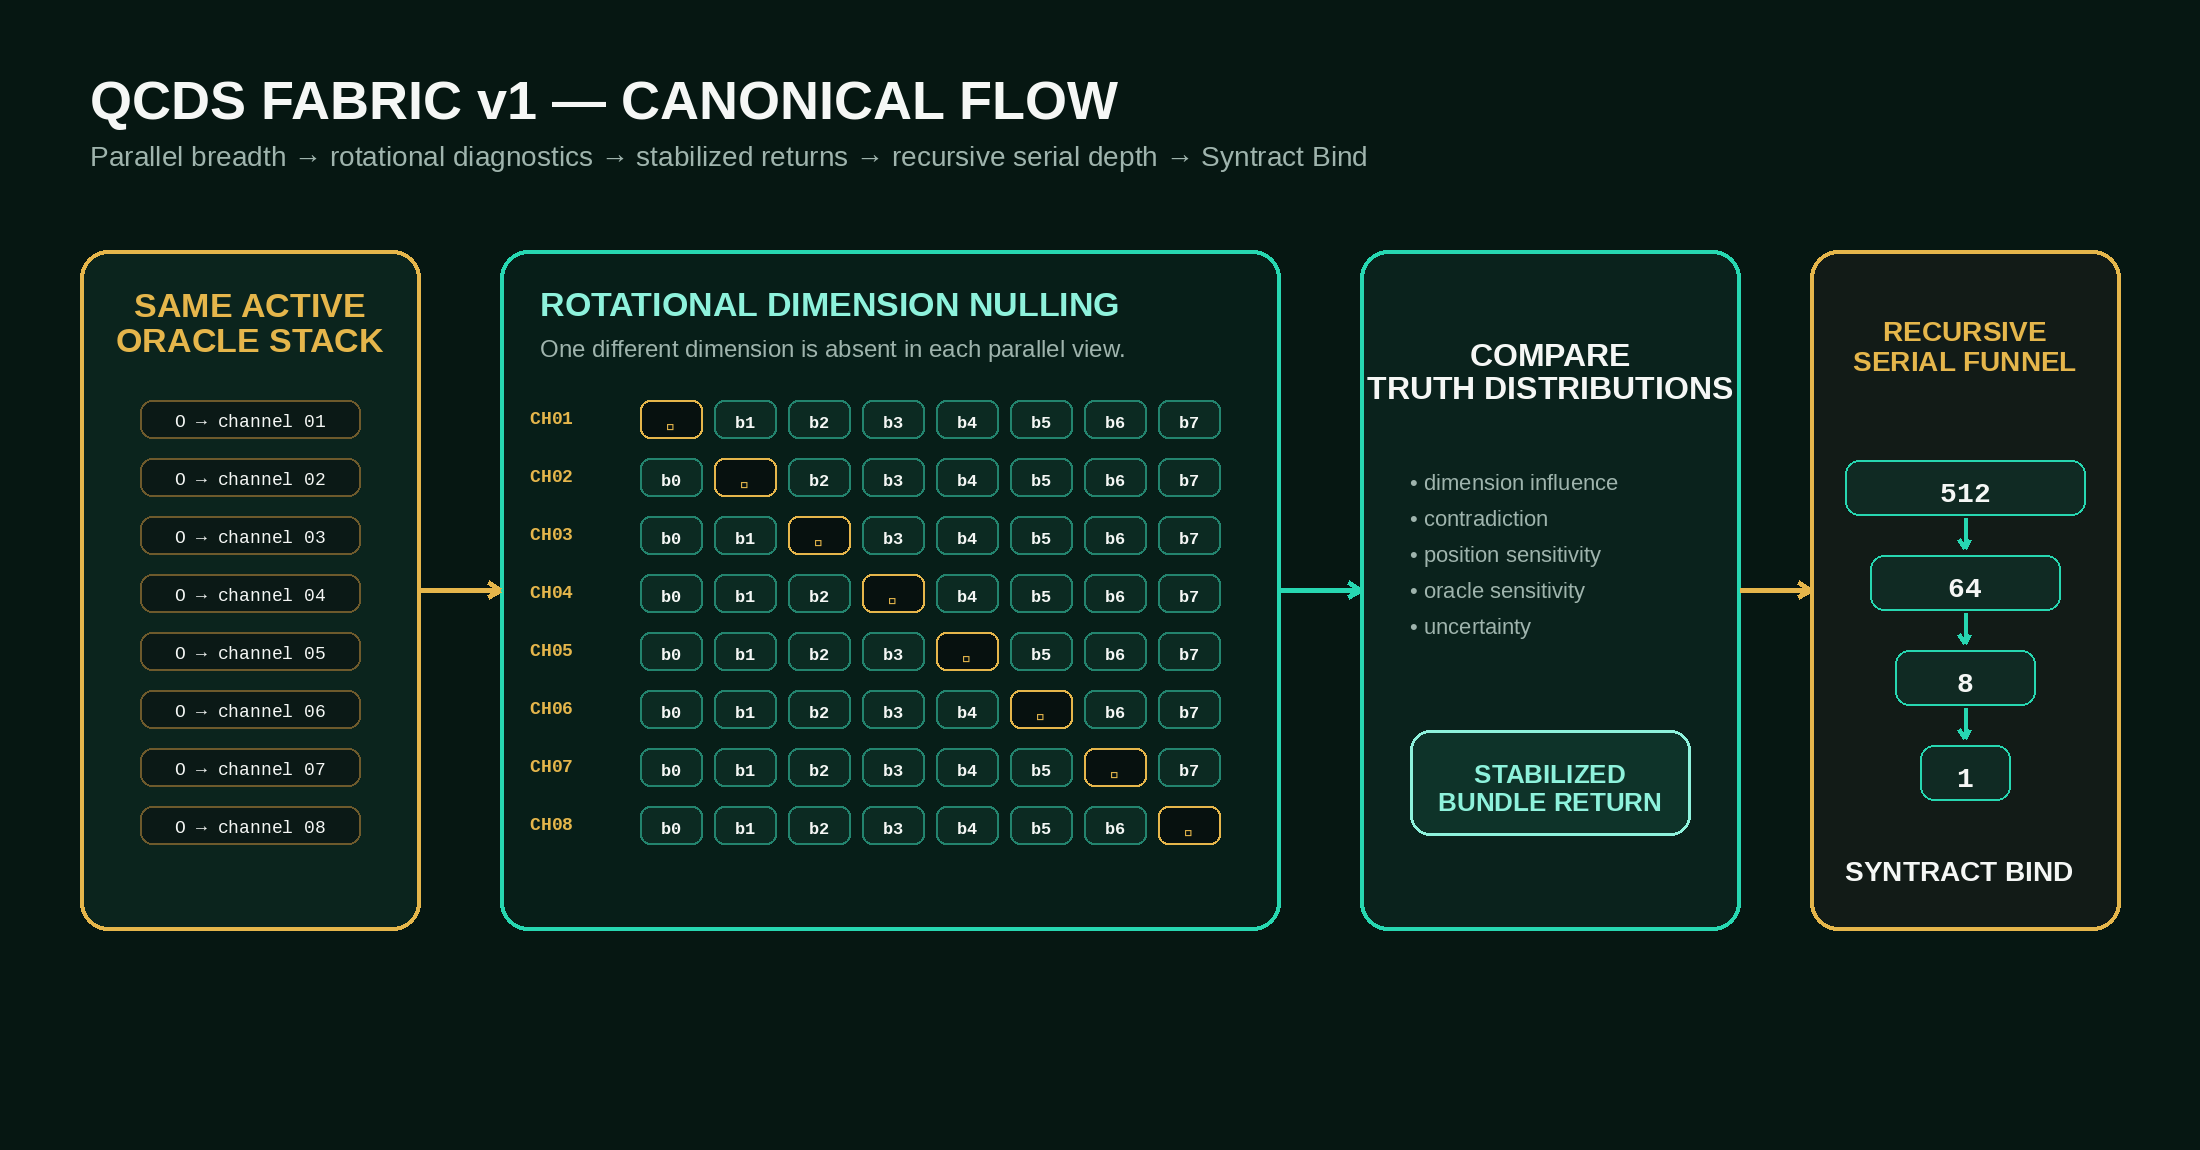 QCDS FABRIC v1 — CANONICAL FLOW
Parallel breadth → rotational diagnostics → stabilized returns → recursive serial depth → Syntract Bind
SAME ACTIVE
ORACLE STACK
O → channel 01
O → channel 02
O → channel 03
O → channel 04
O → channel 05
O → channel 06
O → channel 07
O → channel 08
ROTATIONAL DIMENSION NULLING
One different dimension is absent in each parallel view.
CH01 □ b1 b2 b3 b4 b5 b6 b7
CH02 b0 □ b2 b3 b4 b5 b6 b7
CH03 b0 b1 □ b3 b4 b5 b6 b7
CH04 b0 b1 b2 □ b4 b5 b6 b7
CH05 b0 b1 b2 b3 □ b5 b6 b7
CH06 b0 b1 b2 b3 b4 □ b6 b7
CH07 b0 b1 b2 b3 b4 b5 □ b7
CH08 b0 b1 b2 b3 b4 b5 b6 □
COMPARE
TRUTH DISTRIBUTIONS
• dimension influence
• contradiction
• position sensitivity
• oracle sensitivity
• uncertainty
STABILIZED
BUNDLE RETURN
RECURSIVE
SERIAL FUNNEL
512
64
8
1
SYNTRACT BIND